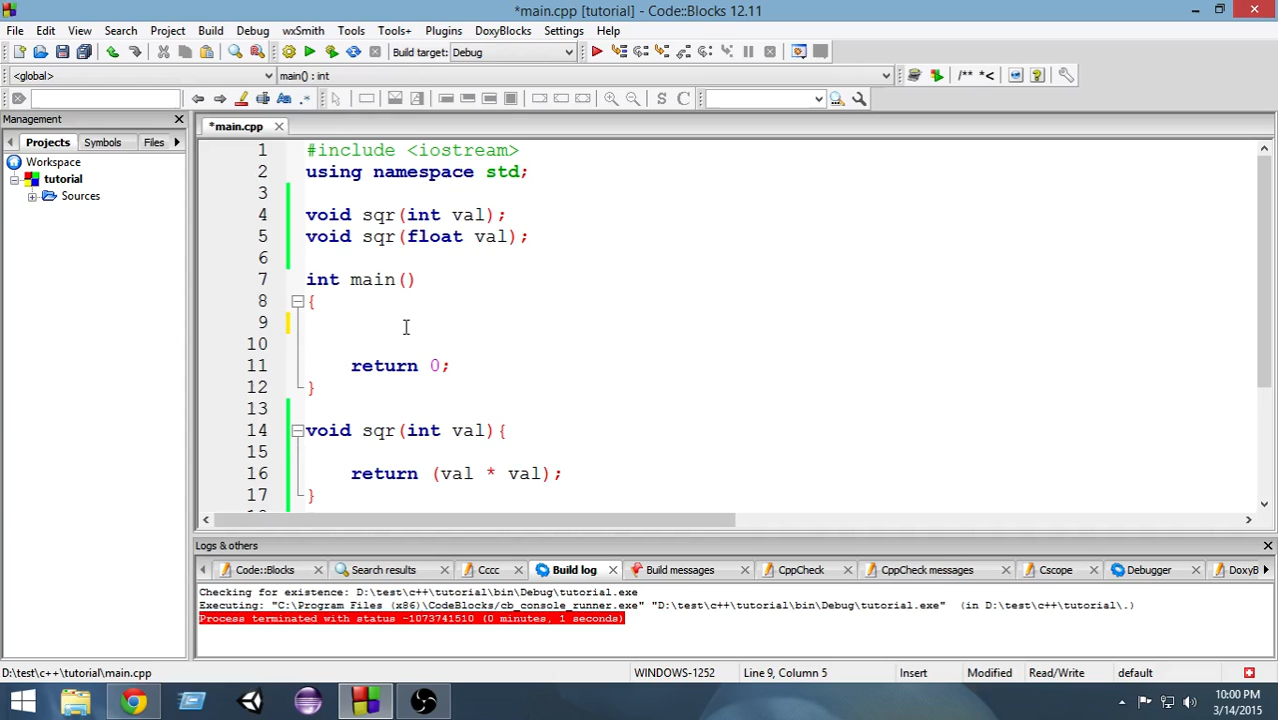 *main.cpp [tutorial] - Code::Blocks 12.11
File Edit View Search Project Build Debug wxSmith Tools Tools+ Plugins DoxyBlocks Settings Help
Build target: Debug
<global> main() : int /** *<
S C
Management
*main.cpp
Projects Symbols Files
Workspace
tutorial
Sources
1 #include <iostream>
2 using namespace std;
3
4 void sqr(int val);
5 void sqr(float val);
6
7 int main()
8 {
9
10
11 return 0;
12 }
13
14 void sqr(int val){
15
16 return (val * val);
17 }
Logs & others
Code::Blocks Search results Cccc Build log Build messages CppCheck CppCheck messages Cscope Debugger DoxyB
Checking for existence: D:\test\c++\tutorial\bin\Debug\tutorial.exe
Executing: "C:\Program Files (x86)\CodeBlocks/cb_console_runner.exe" "D:\test\c++\tutorial\bin\Debug\tutorial.exe" (in D:\test\c++\tutorial\.)
Process terminated with status -1073741510 (0 minutes, 1 seconds)
D:\test\c++\tutorial\main.cpp WINDOWS-1252 Line 9, Column 5 Insert Modified Read/Write default
10:00 PM
3/14/2015